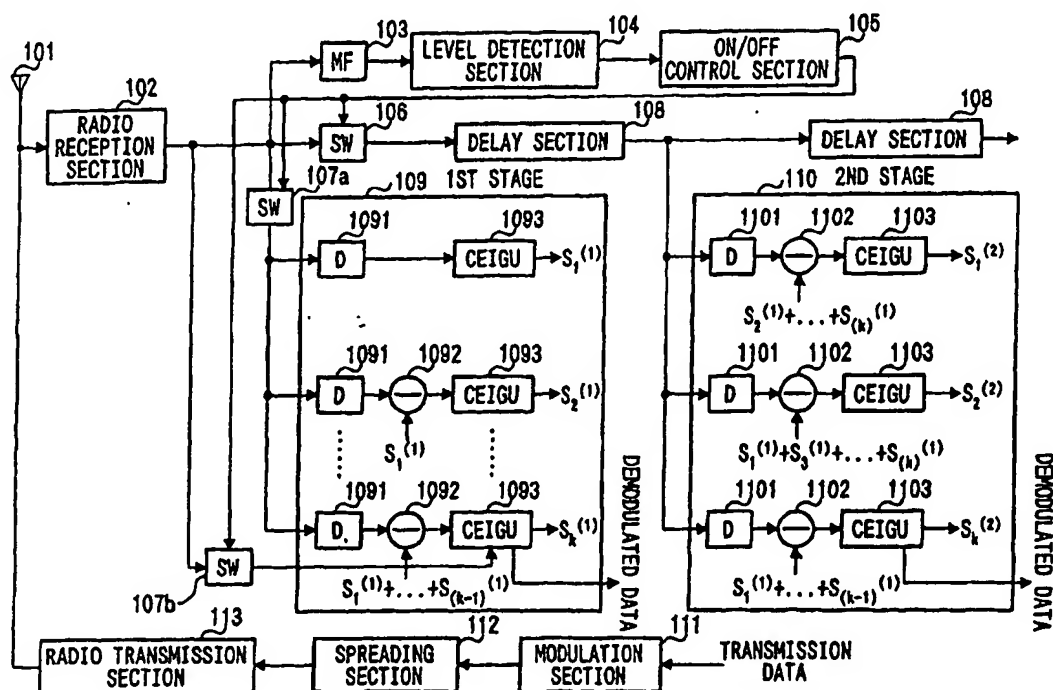 101
102
RADIO
RECEPTION
SECTION
103
MF
104
LEVEL DETECTION
SECTION
105
ON/OFF
CONTROL SECTION
106
SW
108
DELAY SECTION
108
DELAY SECTION
107a
SW
109
1ST STAGE
1091
D
1093
CEIGU
S₁⁽¹⁾
1091
D
1092
—
1093
CEIGU
S₂⁽¹⁾
S₁⁽¹⁾
......
......
1091
D.
1092
—
1093
CEIGU
Sₖ⁽¹⁾
S₁⁽¹⁾+...+S₍ₖ₋₁₎⁽¹⁾
DEMODULATED DATA
SW
107b
110
2ND STAGE
1101
D
1102
—
1103
CEIGU
S₁⁽²⁾
S₂⁽¹⁾+...+S₍ₖ₎⁽¹⁾
1101
D
1102
—
1103
CEIGU
S₂⁽²⁾
S₁⁽¹⁾+S₃⁽¹⁾+...+S₍ₖ₎⁽¹⁾
1101
D
1102
—
1103
CEIGU
Sₖ⁽²⁾
S₁⁽¹⁾+...+S₍ₖ₋₁₎⁽¹⁾
DEMODULATED DATA
113
RADIO TRANSMISSION
SECTION
112
SPREADING
SECTION
111
MODULATION
SECTION
TRANSMISSION
DATA